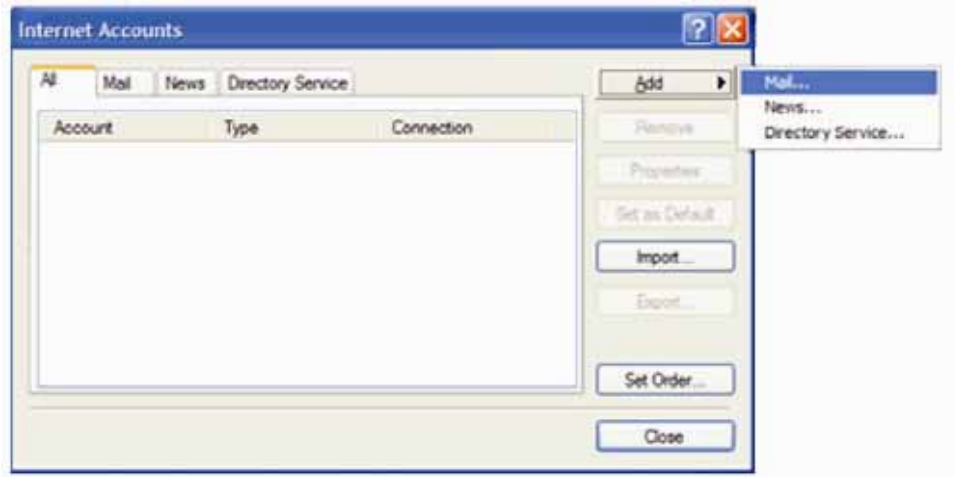 Internet Accounts
All Mail News Directory Service
Account Type Connection
Add
Remove
Properties
Set as Default
Import...
Export...
Set Order...
Close
Mail...
News...
Directory Service...